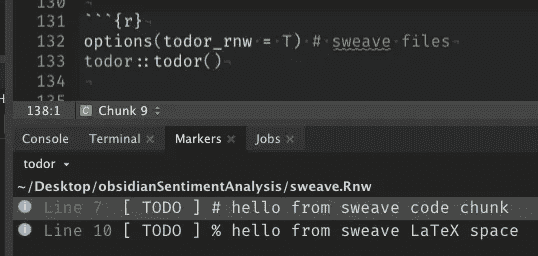 130
131 ```{r}
132 options(todor_rnw = T) # sweave files
133 todor::todor()
134
135
138:1 Chunk 9
Console Terminal Markers Jobs
todor
~/Desktop/obsidianSentimentAnalysis/sweave.Rnw
Line 7 [ TODO ] # hello from sweave code chunk
Line 10 [ TODO ] % hello from sweave LaTeX space